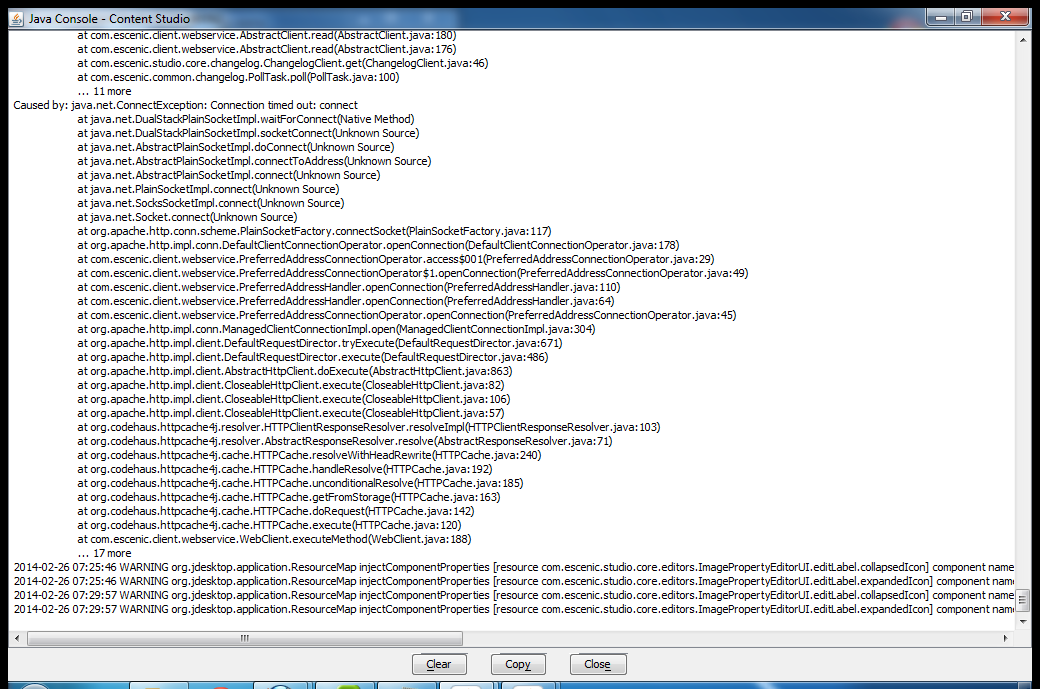 Java Console - Content Studio
at com.escenic.client.webservice.AbstractClient.read(AbstractClient.java:180)
at com.escenic.client.webservice.AbstractClient.read(AbstractClient.java:176)
at com.escenic.studio.core.changelog.ChangelogClient.get(ChangelogClient.java:46)
at com.escenic.common.changelog.PollTask.poll(PollTask.java:100)
... 11 more
Caused by: java.net.ConnectException: Connection timed out: connect
at java.net.DualStackPlainSocketImpl.waitForConnect(Native Method)
at java.net.DualStackPlainSocketImpl.socketConnect(Unknown Source)
at java.net.AbstractPlainSocketImpl.doConnect(Unknown Source)
at java.net.AbstractPlainSocketImpl.connectToAddress(Unknown Source)
at java.net.AbstractPlainSocketImpl.connect(Unknown Source)
at java.net.PlainSocketImpl.connect(Unknown Source)
at java.net.SocksSocketImpl.connect(Unknown Source)
at java.net.Socket.connect(Unknown Source)
at org.apache.http.conn.scheme.PlainSocketFactory.connectSocket(PlainSocketFactory.java:117)
at org.apache.http.impl.conn.DefaultClientConnectionOperator.openConnection(DefaultClientConnectionOperator.java:178)
at com.escenic.client.webservice.PreferredAddressConnectionOperator.access$001(PreferredAddressConnectionOperator.java:29)
at com.escenic.client.webservice.PreferredAddressConnectionOperator$1.openConnection(PreferredAddressConnectionOperator.java:49)
at com.escenic.client.webservice.PreferredAddressHandler.openConnection(PreferredAddressHandler.java:110)
at com.escenic.client.webservice.PreferredAddressHandler.openConnection(PreferredAddressHandler.java:64)
at com.escenic.client.webservice.PreferredAddressConnectionOperator.openConnection(PreferredAddressConnectionOperator.java:45)
at org.apache.http.impl.conn.ManagedClientConnectionImpl.open(ManagedClientConnectionImpl.java:304)
at org.apache.http.impl.client.DefaultRequestDirector.tryExecute(DefaultRequestDirector.java:671)
at org.apache.http.impl.client.DefaultRequestDirector.execute(DefaultRequestDirector.java:486)
at org.apache.http.impl.client.AbstractHttpClient.doExecute(AbstractHttpClient.java:863)
at org.apache.http.impl.client.CloseableHttpClient.execute(CloseableHttpClient.java:82)
at org.apache.http.impl.client.CloseableHttpClient.execute(CloseableHttpClient.java:106)
at org.apache.http.impl.client.CloseableHttpClient.execute(CloseableHttpClient.java:57)
at org.codehaus.httpcache4j.resolver.HTTPClientResponseResolver.resolveImpl(HTTPClientResponseResolver.java:103)
at org.codehaus.httpcache4j.resolver.AbstractResponseResolver.resolve(AbstractResponseResolver.java:71)
at org.codehaus.httpcache4j.cache.HTTPCache.resolveWithHeadRewrite(HTTPCache.java:240)
at org.codehaus.httpcache4j.cache.HTTPCache.handleResolve(HTTPCache.java:192)
at org.codehaus.httpcache4j.cache.HTTPCache.unconditionalResolve(HTTPCache.java:185)
at org.codehaus.httpcache4j.cache.HTTPCache.getFromStorage(HTTPCache.java:163)
at org.codehaus.httpcache4j.cache.HTTPCache.doRequest(HTTPCache.java:142)
at org.codehaus.httpcache4j.cache.HTTPCache.execute(HTTPCache.java:120)
at com.escenic.client.webservice.WebClient.executeMethod(WebClient.java:188)
... 17 more
2014-02-26 07:25:46 WARNING org.jdesktop.application.ResourceMap injectComponentProperties [resource com.escenic.studio.core.editors.ImagePropertyEditorUI.editLabel.collapsedIcon] component name
2014-02-26 07:25:46 WARNING org.jdesktop.application.ResourceMap injectComponentProperties [resource com.escenic.studio.core.editors.ImagePropertyEditorUI.editLabel.expandedIcon] component name
2014-02-26 07:29:57 WARNING org.jdesktop.application.ResourceMap injectComponentProperties [resource com.escenic.studio.core.editors.ImagePropertyEditorUI.editLabel.collapsedIcon] component name
2014-02-26 07:29:57 WARNING org.jdesktop.application.ResourceMap injectComponentProperties [resource com.escenic.studio.core.editors.ImagePropertyEditorUI.editLabel.expandedIcon] component name
Clear Copy Close